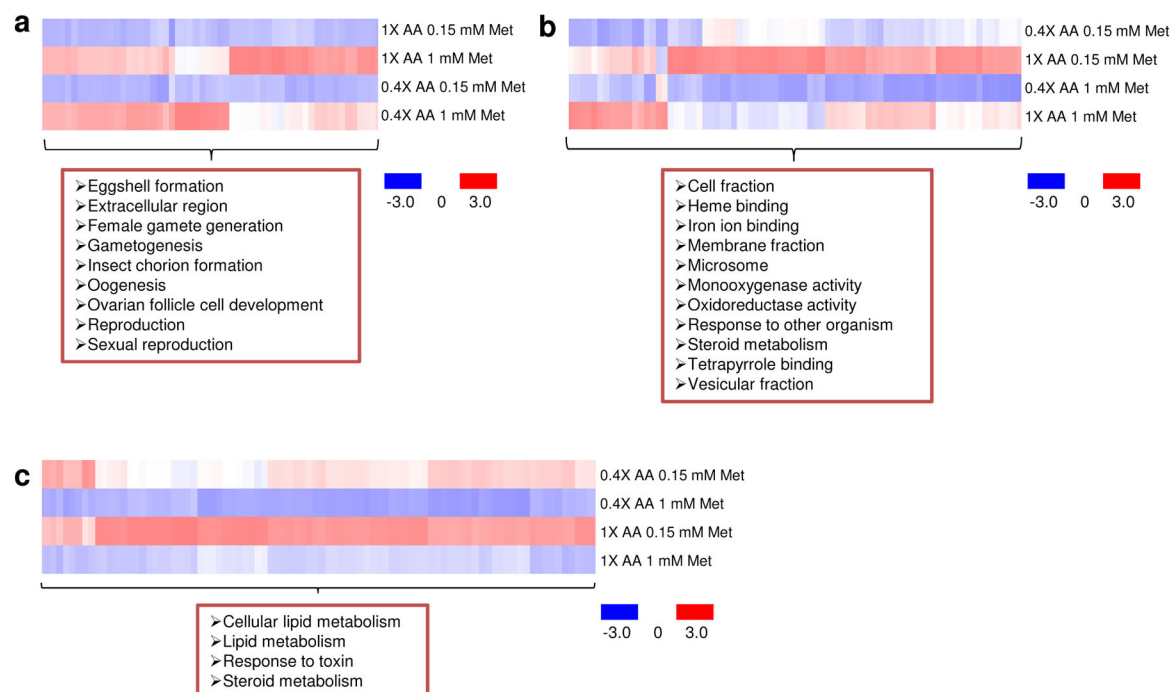 a
1X AA 0.15 mM Met
1X AA 1 mM Met
0.4X AA 0.15 mM Met
0.4X AA 1 mM Met
➢Eggshell formation
➢Extracellular region
➢Female gamete generation
➢Gametogenesis
➢Insect chorion formation
➢Oogenesis
➢Ovarian follicle cell development
➢Reproduction
➢Sexual reproduction
-3.0 0 3.0
b
0.4X AA 0.15 mM Met
1X AA 0.15 mM Met
0.4X AA 1 mM Met
1X AA 1 mM Met
➢Cell fraction
➢Heme binding
➢Iron ion binding
➢Membrane fraction
➢Microsome
➢Monooxygenase activity
➢Oxidoreductase activity
➢Response to other organism
➢Steroid metabolism
➢Tetrapyrrole binding
➢Vesicular fraction
-3.0 0 3.0
c
0.4X AA 0.15 mM Met
0.4X AA 1 mM Met
1X AA 0.15 mM Met
1X AA 1 mM Met
➢Cellular lipid metabolism
➢Lipid metabolism
➢Response to toxin
➢Steroid metabolism
-3.0 0 3.0